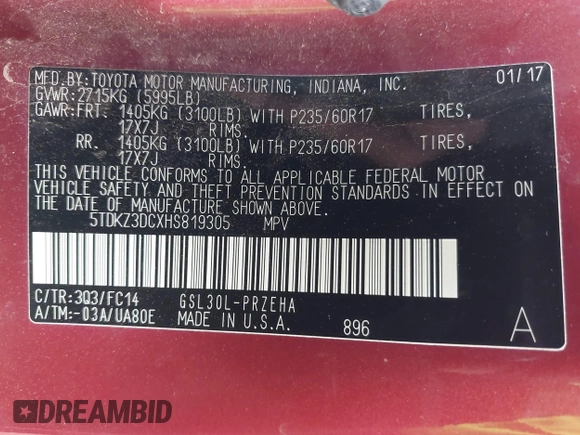 MFD.BY:TOYOTA MOTOR MANUFACTURING, INDIANA, INC. 01/17
GVWR:2715KG (5995LB)
GAWR:FRT. 1405KG (3100LB) WITH P235/60R17 TIRES,
17X7J RIMS.
RR. 1405KG (3100LB) WITH P235/60R17 TIRES,
17X7J RIMS.
THIS VEHICLE CONFORMS TO ALL APPLICABLE FEDERAL MOTOR
VEHICLE SAFETY AND THEFT PREVENTION STANDARDS IN EFFECT ON
THE DATE OF MANUFACTURE SHOWN ABOVE.
5TDKZ3DCXHS819305 MPV
C/TR:3Q3/FC14 GSL30L-PRZEHA
A/TM:-03A/UA80E MADE IN U.S.A. 896 A
DREAMBID